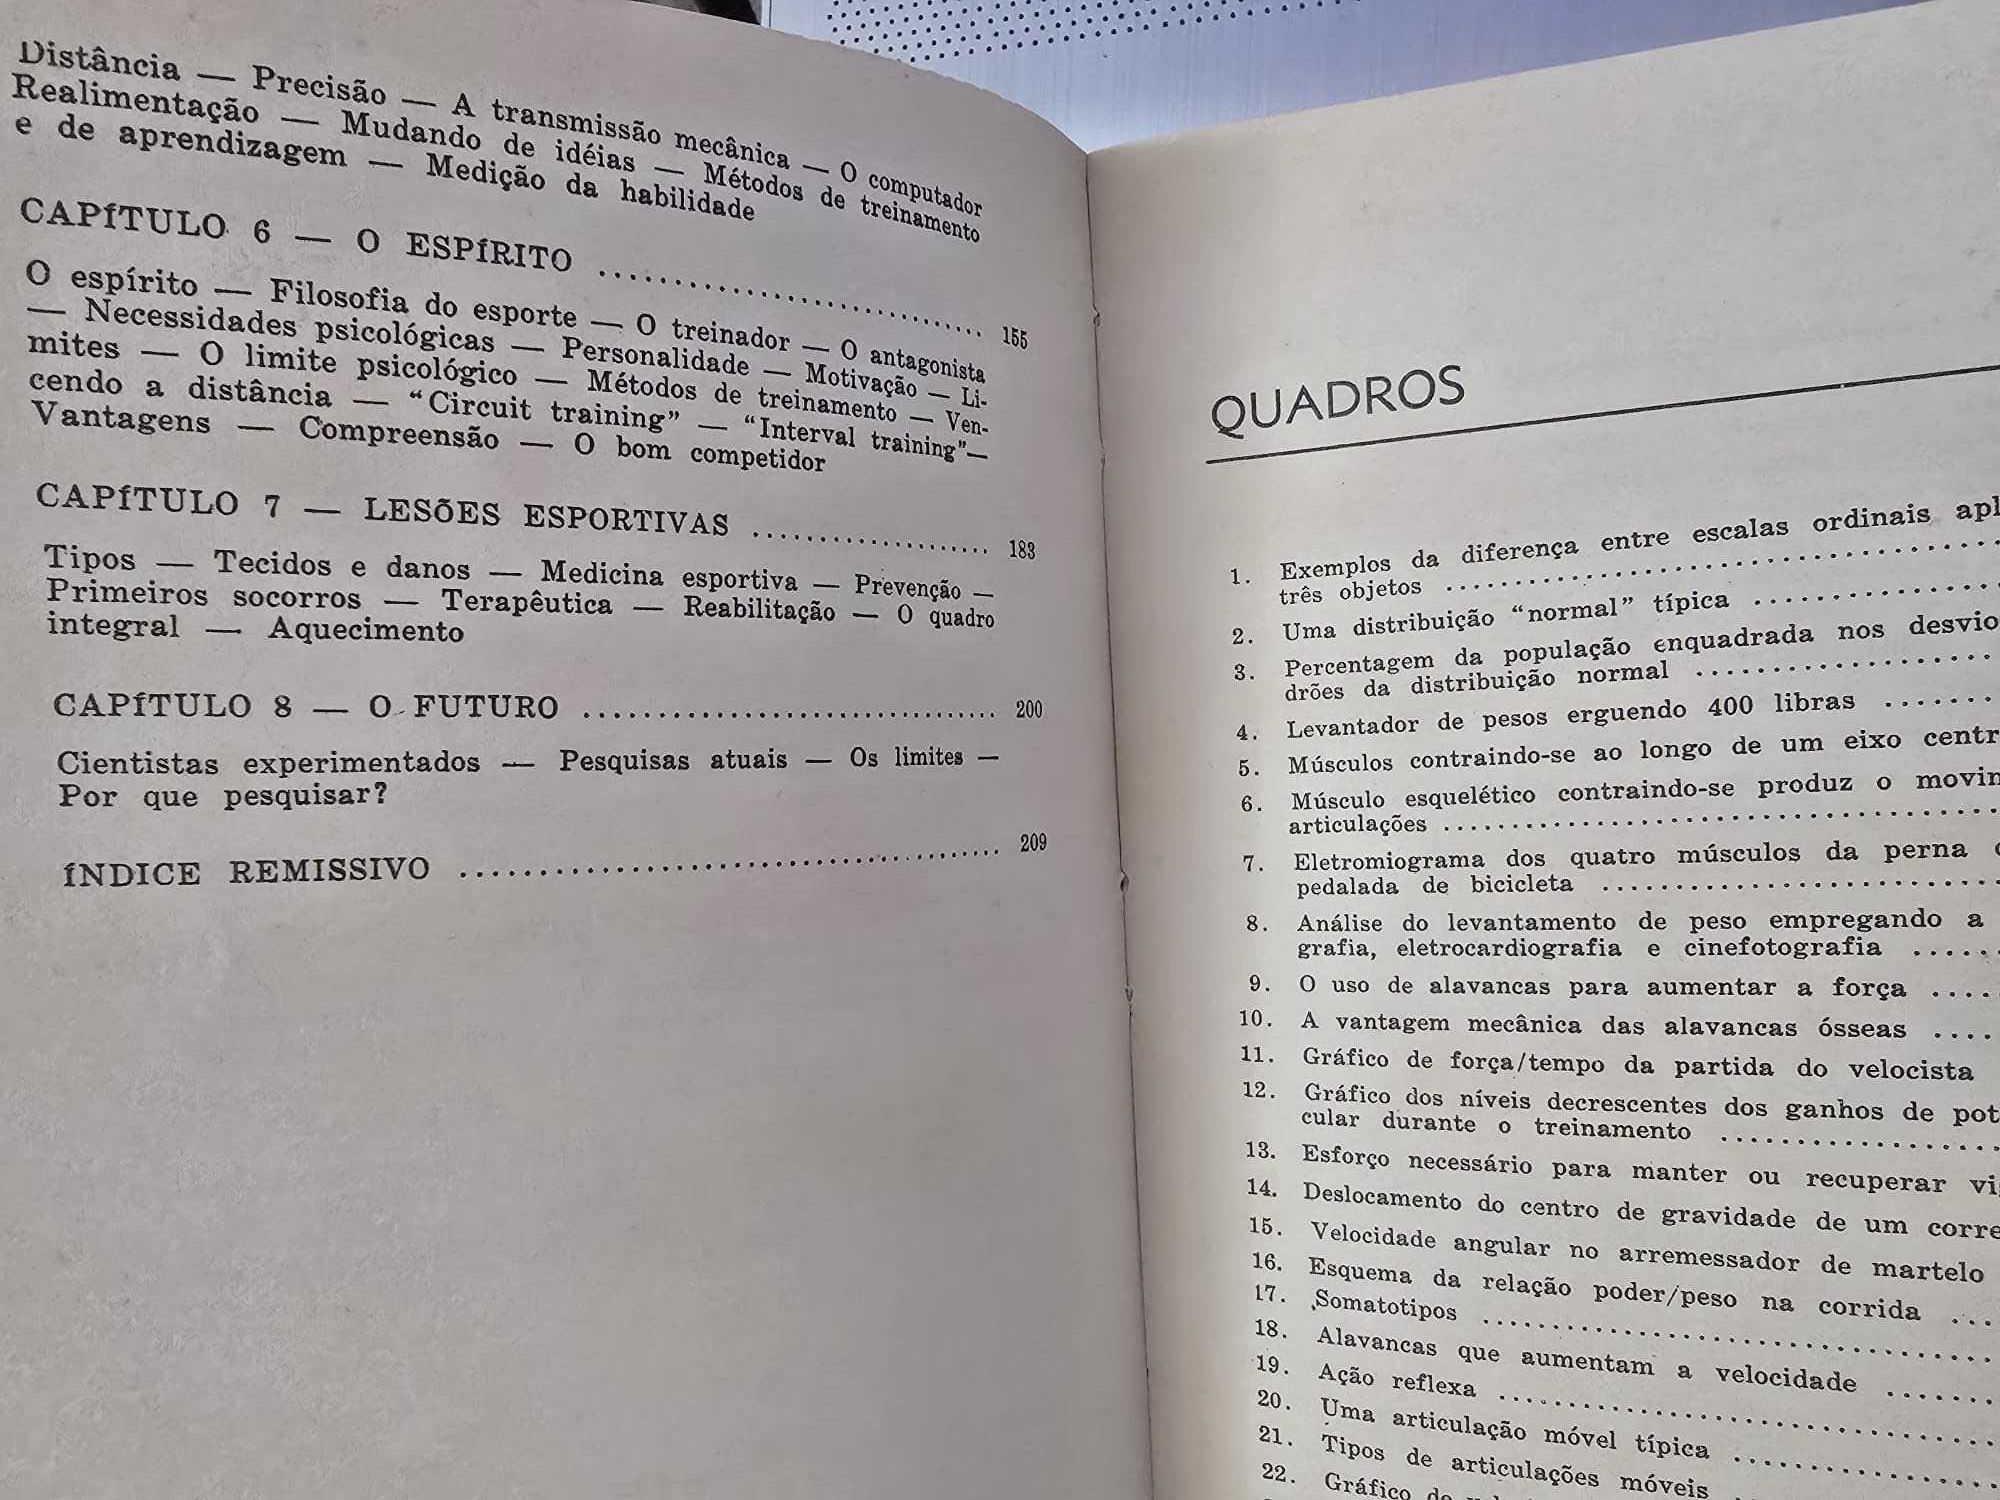 Distância — Precisão — A transmissão mecânica — O computador
Realimentação — Mudando de idéias — Métodos de treinamento
e de aprendizagem — Medição da habilidade
CAPÍTULO 6 — O ESPÍRITO ........................ 155
O espírito — Filosofia do esporte — O treinador — O antagonista
— Necessidades psicológicas — Personalidade — Motivação — Li-
mites — O limite psicológico — Métodos de treinamento — Ven-
cendo a distância — “Circuit training” — “Interval training”—
Vantagens — Compreensão — O bom competidor
CAPÍTULO 7 — LESÕES ESPORTIVAS .................... 183
Tipos — Tecidos e danos — Medicina esportiva — Prevenção —
Primeiros socorros — Terapêutica — Reabilitação — O quadro
integral — Aquecimento
CAPÍTULO 8 — O FUTURO ................................ 200
Cientistas experimentados — Pesquisas atuais — Os limites —
Por que pesquisar?
ÍNDICE REMISSIVO ........................................ 209
QUADROS
1. Exemplos da diferença entre escalas ordinais
três objetos ........................................
2. Uma distribuição “normal” típica ..................
3. Percentagem da população enquadrada nos
drões da distribuição normal ......................
4. Levantador de pesos erguendo 400 libras .......
5. Músculos contraindo-se ao longo de um eixo
6. Músculo esquelético contraindo-se produz o
articulações ........................................
7. Eletromiograma dos quatro músculos da perna
pedalada de bicicleta ..............................
8. Análise do levantamento de peso empregando a
grafia, eletrocardiografia e cinefotografia ......
9. O uso de alavancas para aumentar a força ....
10. A vantagem mecânica das alavancas ósseas ....
11. Gráfico de força/tempo da partida do velocista
12. Gráfico dos níveis decrescentes dos ganhos de
cular durante o treinamento ......................
13. Esforço necessário para manter ou recuperar
14. Deslocamento do centro de gravidade de um
15. Velocidade angular no arremessador de martelo
16. Esquema da relação poder/peso na corrida ...
17. Somatotipos ........................................
18. Alavancas que aumentam a velocidade .......
19. Ação reflexa ........................................
20. Uma articulação móvel típica ....................
21. Tipos de articulações móveis ....
22. Gráfico